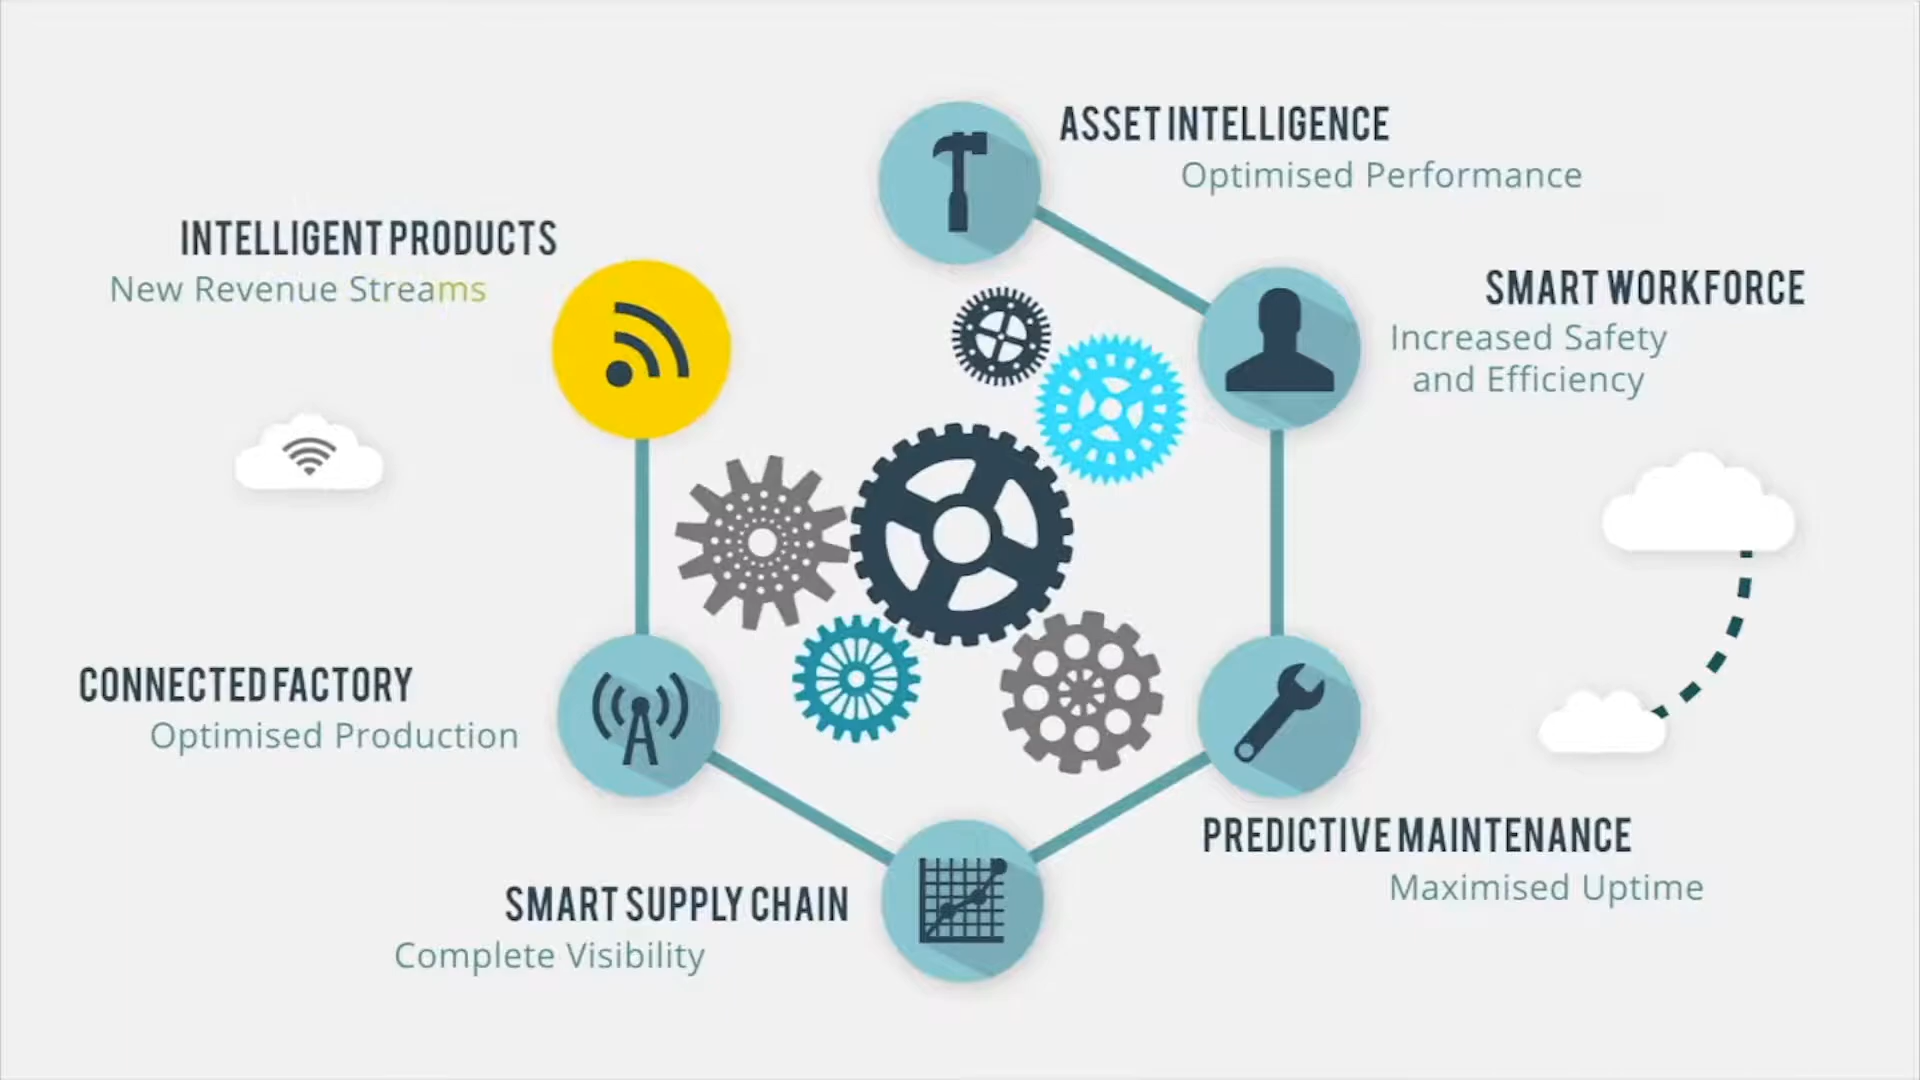 ASSET INTELLIGENCE
Optimised Performance
INTELLIGENT PRODUCTS
New Revenue Streams
SMART WORKFORCE
Increased Safety
and Efficiency
CONNECTED FACTORY
Optimised Production
PREDICTIVE MAINTENANCE
Maximised Uptime
SMART SUPPLY CHAIN
Complete Visibility